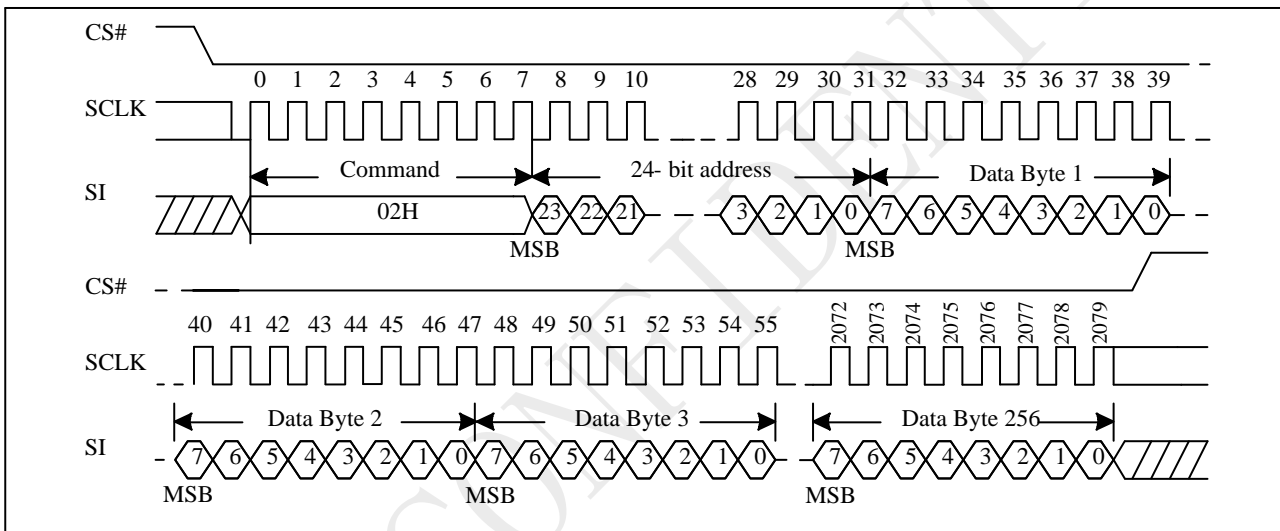 CS#
0 1 2 3 4 5 6 7 8 9 10 28 29 30 31 32 33 34 35 36 37 38 39
SCLK
Command 24- bit address Data Byte 1
SI
02H 23 22 21 3 2 1 0 7 6 5 4 3 2 1 0
MSB MSB
CS#
40 41 42 43 44 45 46 47 48 49 50 51 52 53 54 55 2072 2073 2074 2075 2076 2077 2078 2079
SCLK
Data Byte 2 Data Byte 3 Data Byte 256
SI
7 6 5 4 3 2 1 0 7 6 5 4 3 2 1 0 7 6 5 4 3 2 1 0
MSB MSB MSB